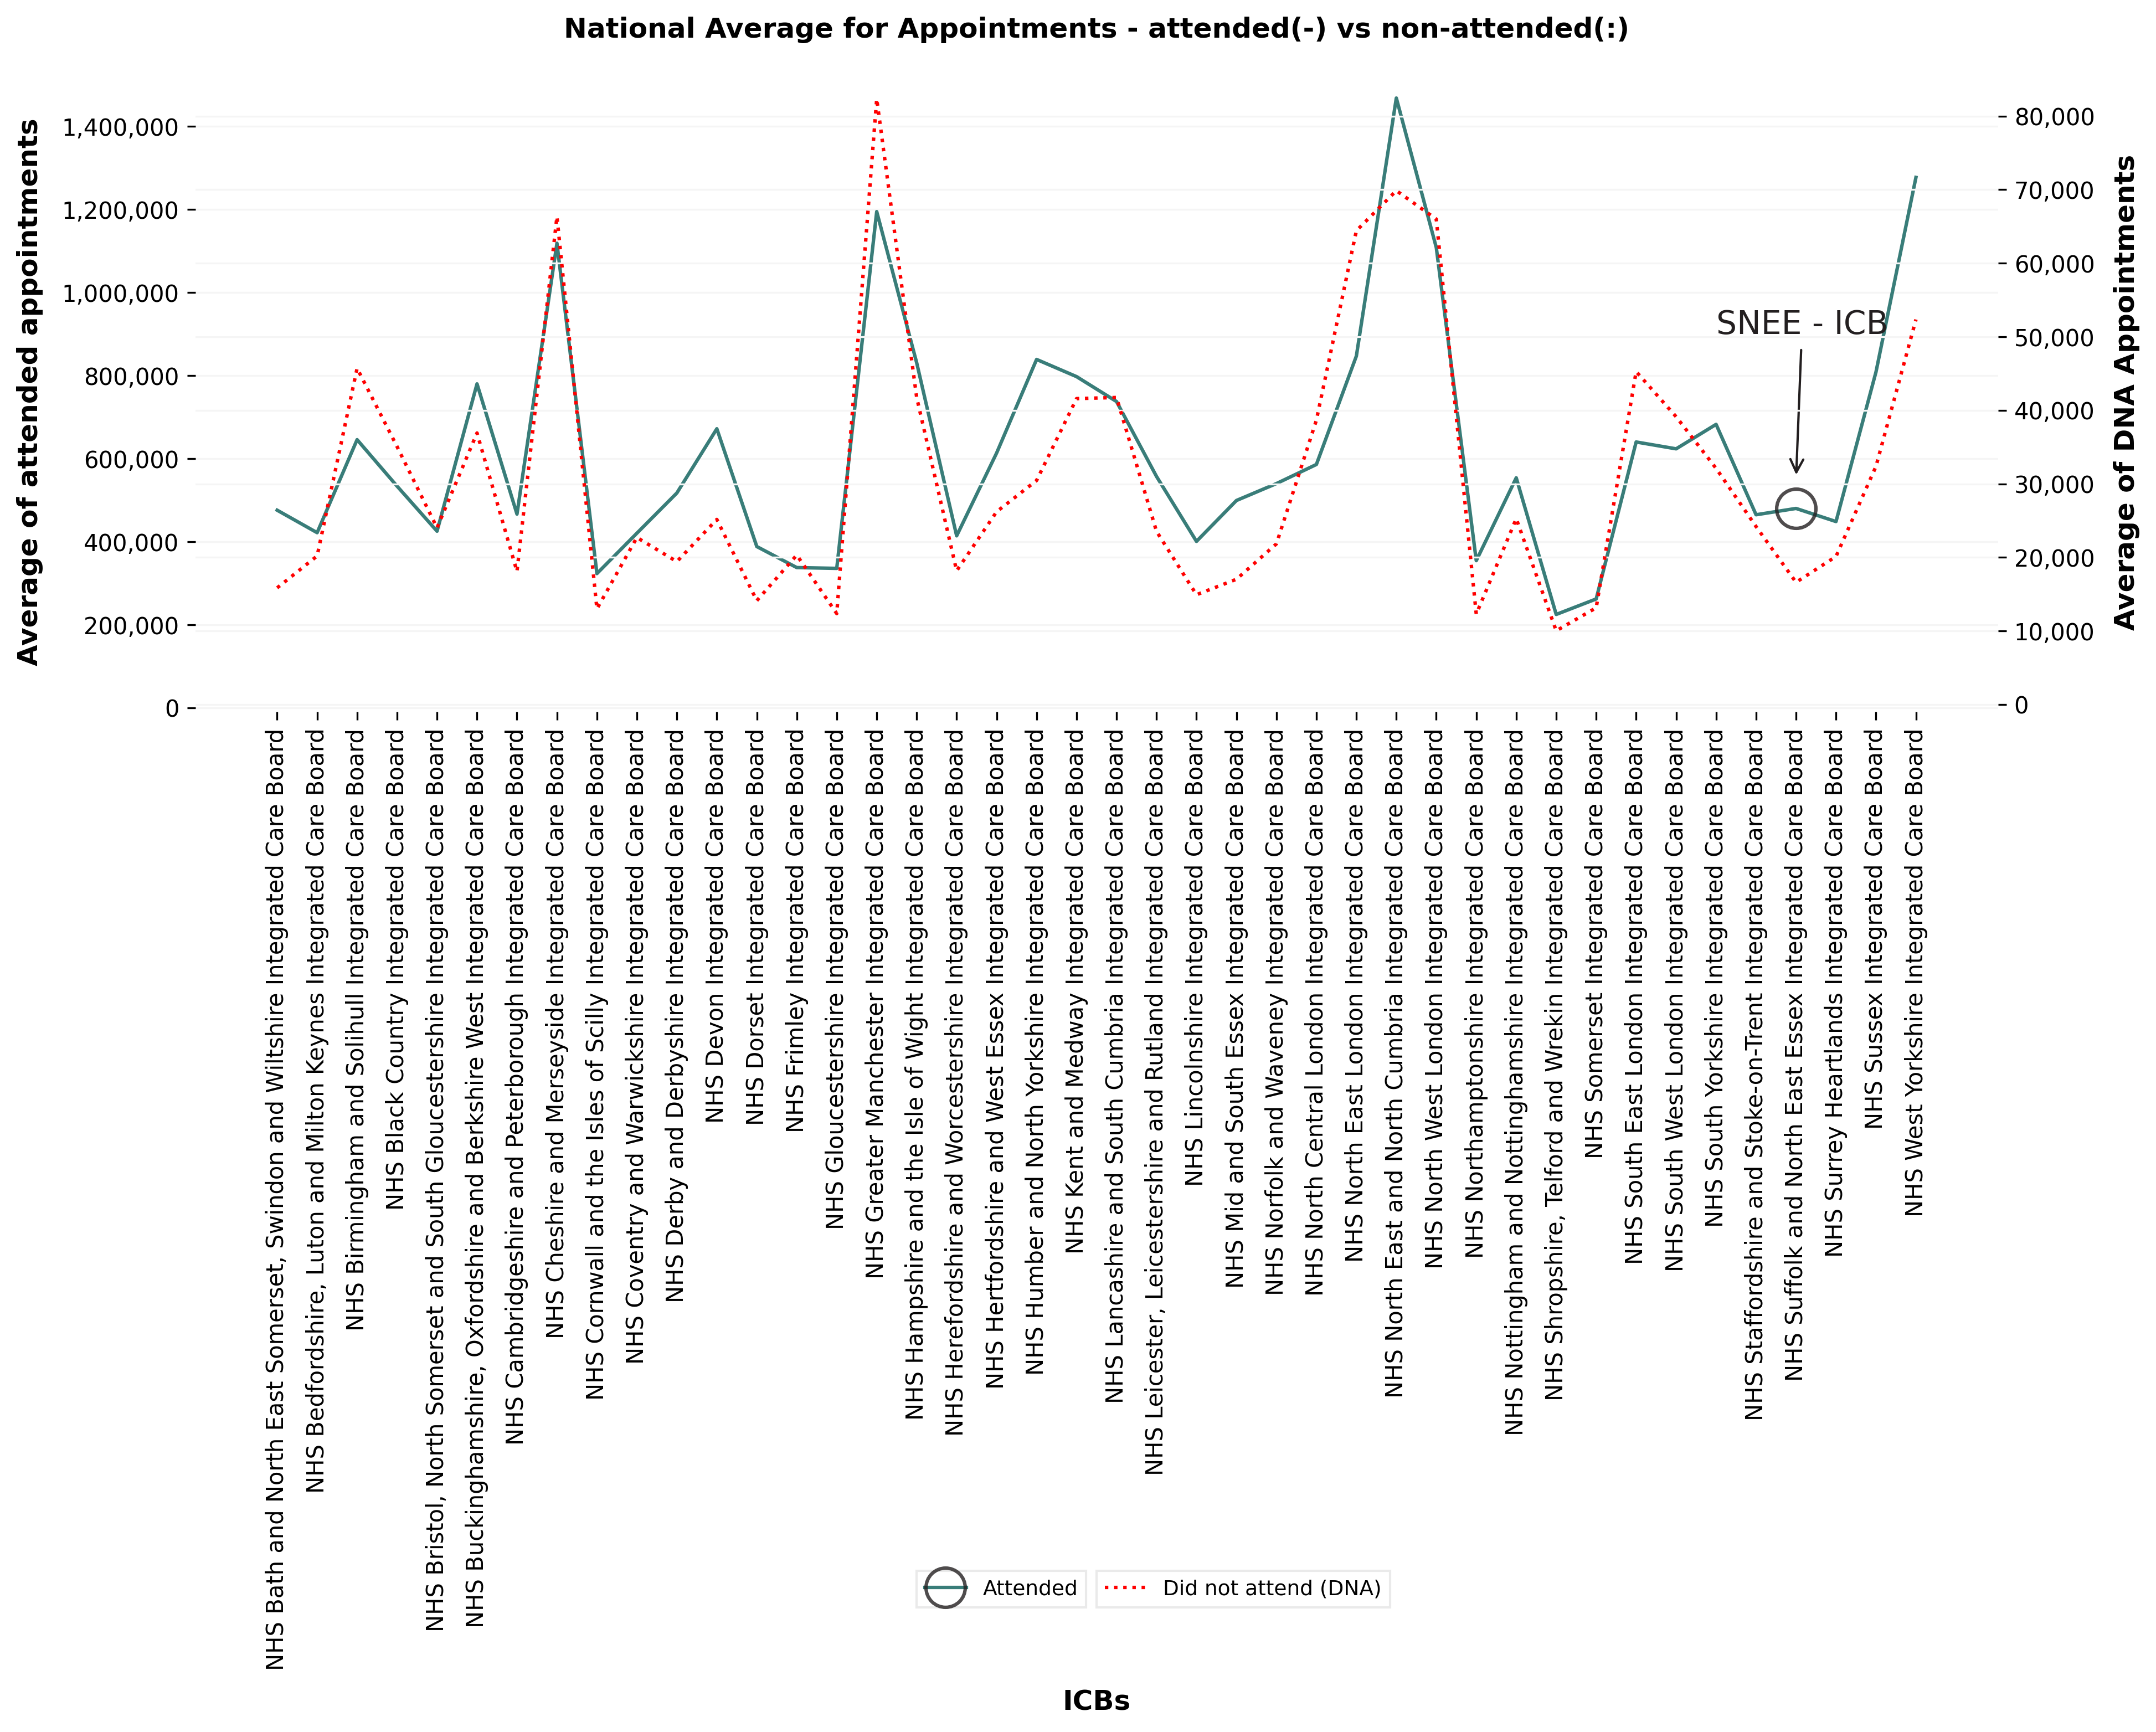 National Average for Appointments - attended(-) vs non-attended(:)
Average of attended appointments
1,400,000
1,200,000
1,000,000
800,000
600,000
400,000
200,000
0
80,000
70,000
60,000
50,000
40,000
30,000
20,000
10,000
0
Average of DNA Appointments
SNEE - ICB
NHS Bath and North East Somerset, Swindon and Wiltshire Integrated Care Board
NHS Bedfordshire, Luton and Milton Keynes Integrated Care Board
NHS Birmingham and Solihull Integrated Care Board
NHS Black Country Integrated Care Board
NHS Bristol, North Somerset and South Gloucestershire Integrated Care Board
NHS Buckinghamshire, Oxfordshire and Berkshire West Integrated Care Board
NHS Cambridgeshire and Peterborough Integrated Care Board
NHS Cheshire and Merseyside Integrated Care Board
NHS Cornwall and the Isles of Scilly Integrated Care Board
NHS Coventry and Warwickshire Integrated Care Board
NHS Derby and Derbyshire Integrated Care Board
NHS Devon Integrated Care Board
NHS Dorset Integrated Care Board
NHS Frimley Integrated Care Board
NHS Gloucestershire Integrated Care Board
NHS Greater Manchester Integrated Care Board
NHS Hampshire and the Isle of Wight Integrated Care Board
NHS Herefordshire and Worcestershire Integrated Care Board
NHS Hertfordshire and West Essex Integrated Care Board
NHS Humber and North Yorkshire Integrated Care Board
NHS Kent and Medway Integrated Care Board
NHS Lancashire and South Cumbria Integrated Care Board
NHS Leicester, Leicestershire and Rutland Integrated Care Board
NHS Lincolnshire Integrated Care Board
NHS Mid and South Essex Integrated Care Board
NHS Norfolk and Waveney Integrated Care Board
NHS North Central London Integrated Care Board
NHS North East London Integrated Care Board
NHS North East and North Cumbria Integrated Care Board
NHS North West London Integrated Care Board
NHS Northamptonshire Integrated Care Board
NHS Nottingham and Nottinghamshire Integrated Care Board
NHS Shropshire, Telford and Wrekin Integrated Care Board
NHS Somerset Integrated Care Board
NHS South East London Integrated Care Board
NHS South West London Integrated Care Board
NHS South Yorkshire Integrated Care Board
NHS Staffordshire and Stoke-on-Trent Integrated Care Board
NHS Suffolk and North East Essex Integrated Care Board
NHS Surrey Heartlands Integrated Care Board
NHS Sussex Integrated Care Board
NHS West Yorkshire Integrated Care Board
Attended
Did not attend (DNA)
ICBs